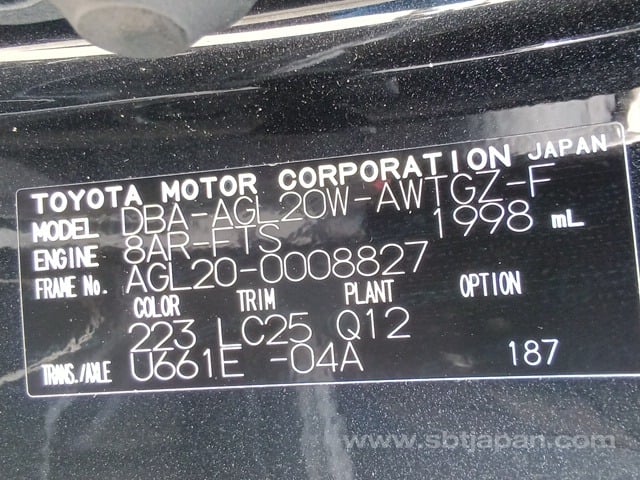 TOYOTA MOTOR CORPORATION JAPAN
MODEL DBA-AGL20W-AWTGZ-F
ENGINE 8AR-FTS 1998 mL
FRAME No. AGL20-0008827
COLOR TRIM PLANT OPTION
223 LC25 Q12
TRANS./AXLE U661E -04A 187
www.sbtjapan.com